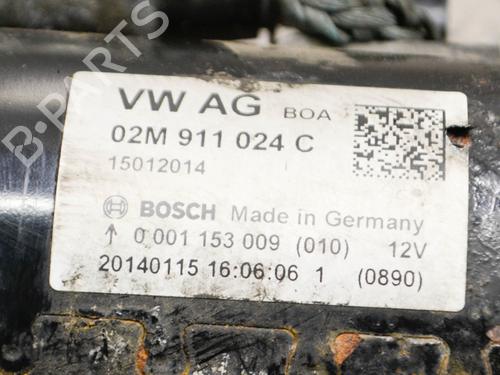 VW AG BOA
02M 911 024 C
15012014
BOSCH Made in Germany
↑ 0 001 153 009 (010) 12V
20140115 16:06:06 1 (0890)
B-Parts